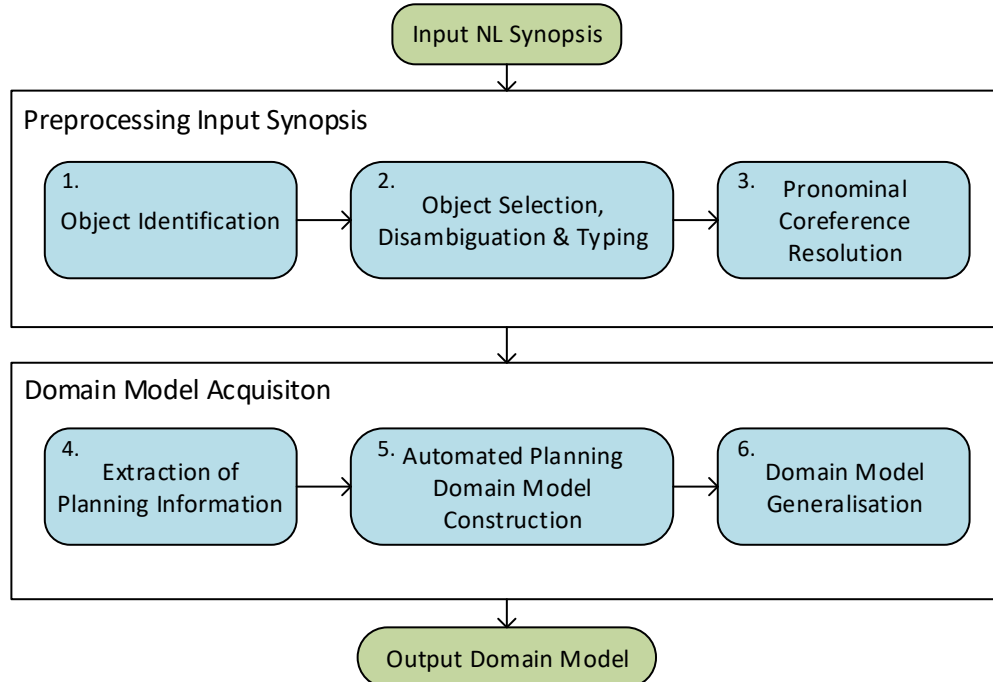 Input NL Synopsis
Preprocessing Input Synopsis
1.
Object Identification
2.
Object Selection,
Disambiguation & Typing
3.
Pronominal
Coreference
Resolution
Domain Model Acquisiton
4.
Extraction of
Planning Information
5.
Automated Planning
Domain Model
Construction
6.
Domain Model
Generalisation
Output Domain Model